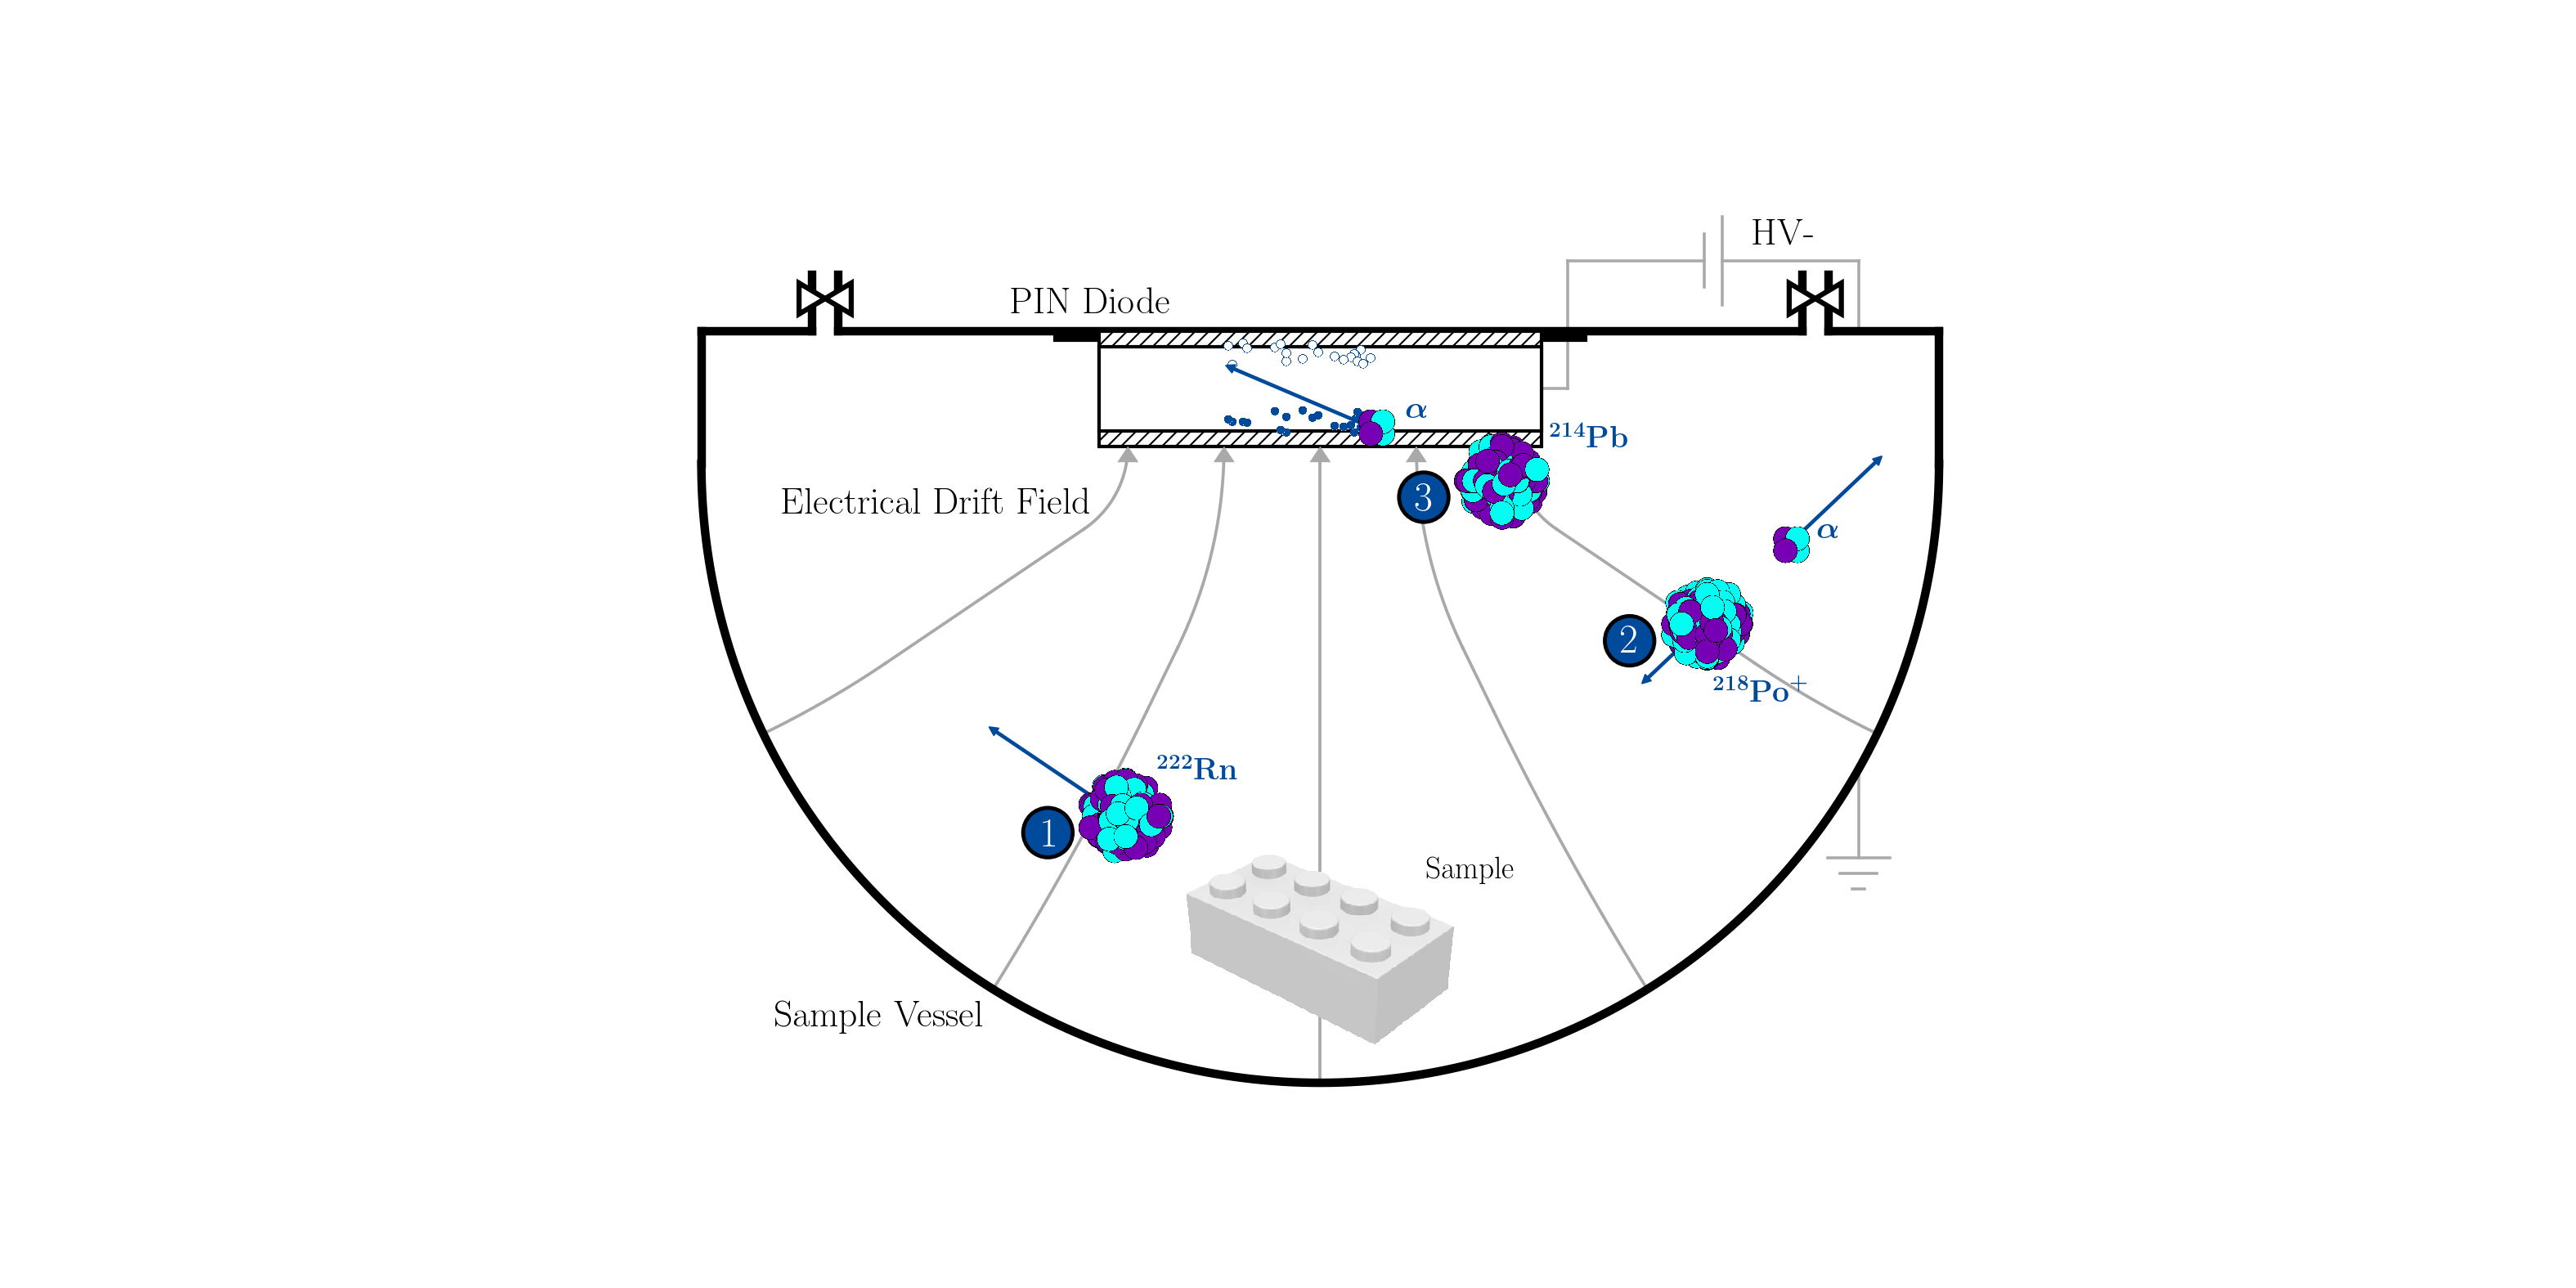 HV-
PIN Diode
α
²¹⁴Pb
Electrical Drift Field
3
α
2
²¹⁸Po⁺
²²²Rn
1
Sample
Sample Vessel